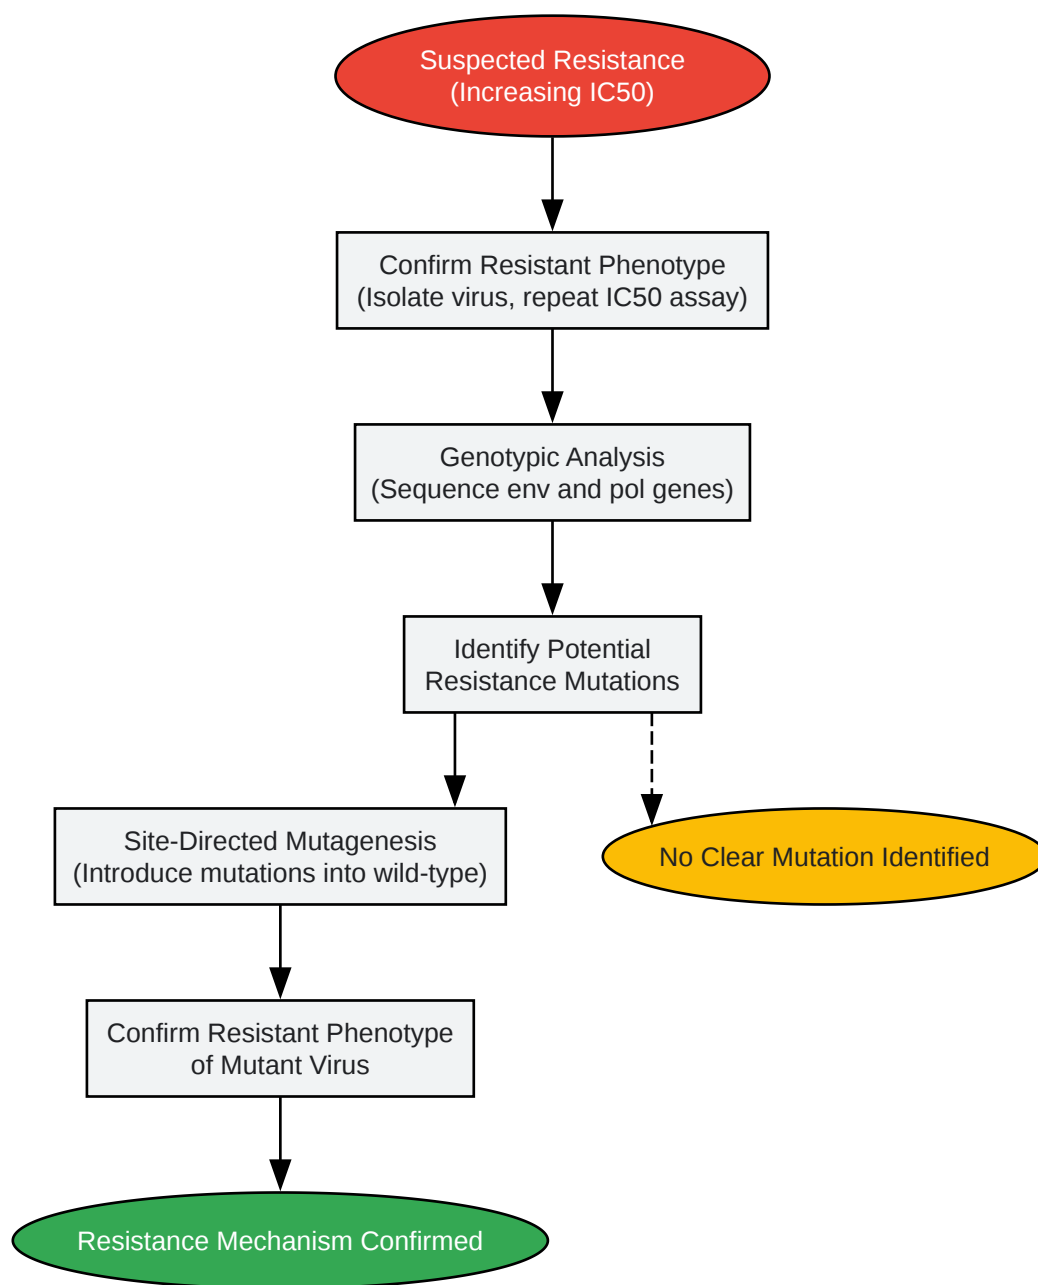 Suspected Resistance
(Increasing IC50)
Confirm Resistant Phenotype
(Isolate virus, repeat IC50 assay)
Genotypic Analysis
(Sequence env and pol genes)
Identify Potential
Resistance Mutations
Site-Directed Mutagenesis
(Introduce mutations into wild-type)
No Clear Mutation Identified
Confirm Resistant Phenotype
of Mutant Virus
Resistance Mechanism Confirmed